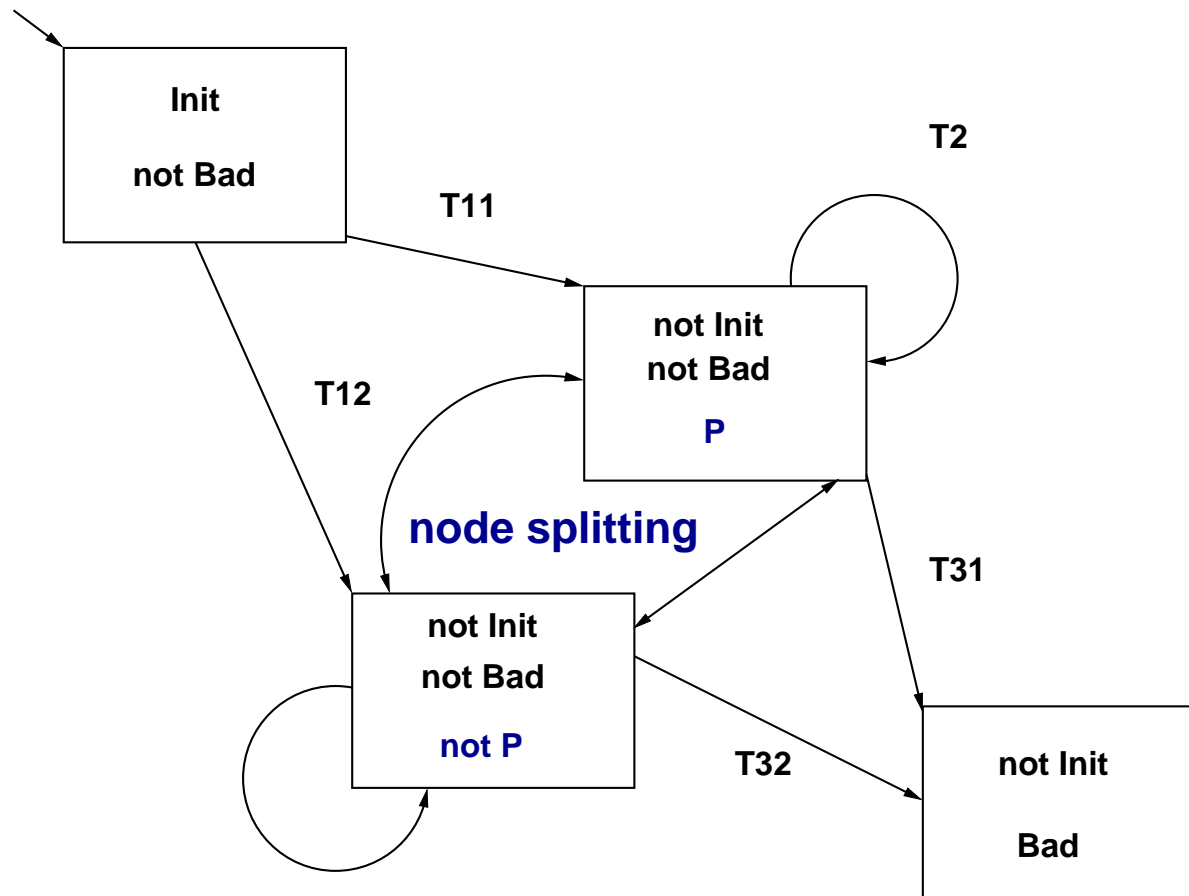 Init
not Bad
T2
T11
not Init
not Bad
P
T12
node splitting
T31
not Init
not Bad
not P
T32
not Init
Bad